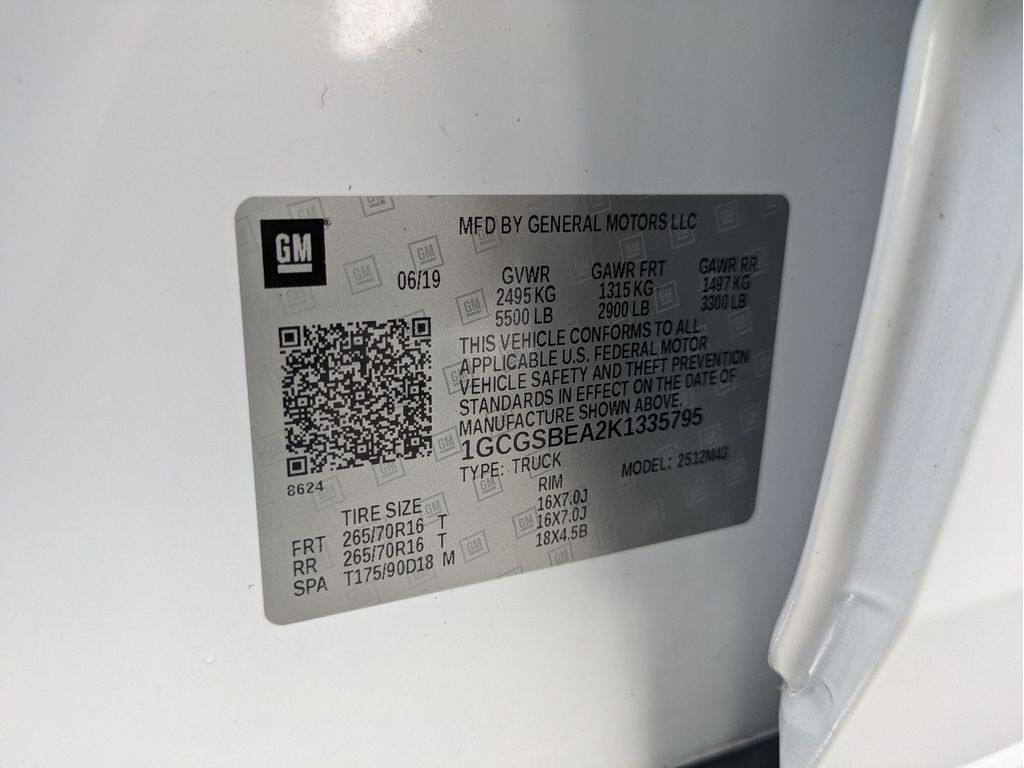 GM
MFD BY GENERAL MOTORS LLC
06/19
GVWR GAWR FRT GAWR RR
2495 KG 1315 KG 1497 KG
5500 LB 2900 LB 3300 LB
THIS VEHICLE CONFORMS TO ALL
APPLICABLE U.S. FEDERAL MOTOR
VEHICLE SAFETY AND THEFT PREVENTION
STANDARDS IN EFFECT ON THE DATE OF
MANUFACTURE SHOWN ABOVE.
1GCGSBEA2K1335795
TYPE: TRUCK MODEL: 2512M43
8624
TIRE SIZE RIM
FRT 265/70R16 T 16X7.0J
RR 265/70R16 T 16X7.0J
SPA T175/90D18 M 18X4.5B